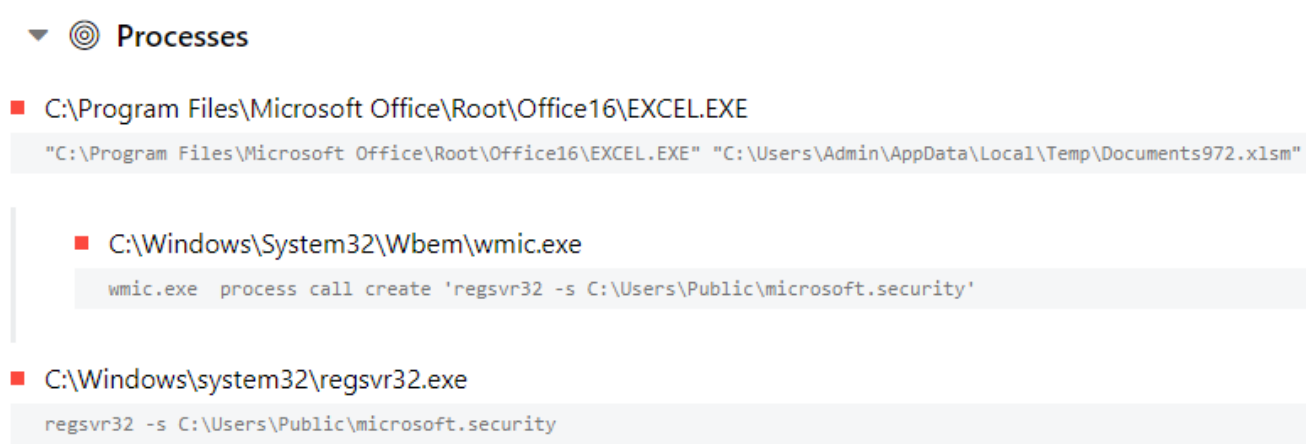 Processes
C:\Program Files\Microsoft Office\Root\Office16\EXCEL.EXE
"C:\Program Files\Microsoft Office\Root\Office16\EXCEL.EXE" "C:\Users\Admin\AppData\Local\Temp\Documents972.xlsm"
C:\Windows\System32\Wbem\wmic.exe
wmic.exe  process call create 'regsvr32 -s C:\Users\Public\microsoft.security'
C:\Windows\system32\regsvr32.exe
regsvr32 -s C:\Users\Public\microsoft.security